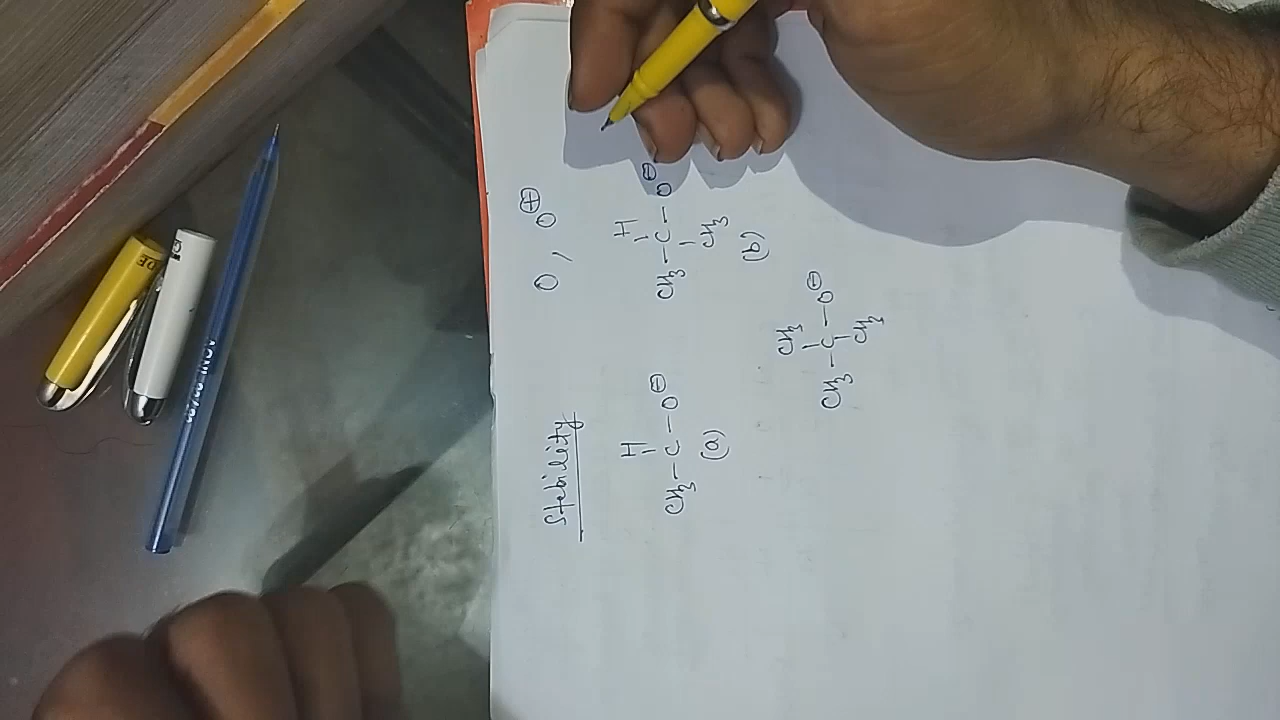 Stability O, O⊕
H H
CH3 – C – O⊖ CH3 – C – O⊖
CH3
(a) (b)
CH3
CH3 – C – O⊖
CH3